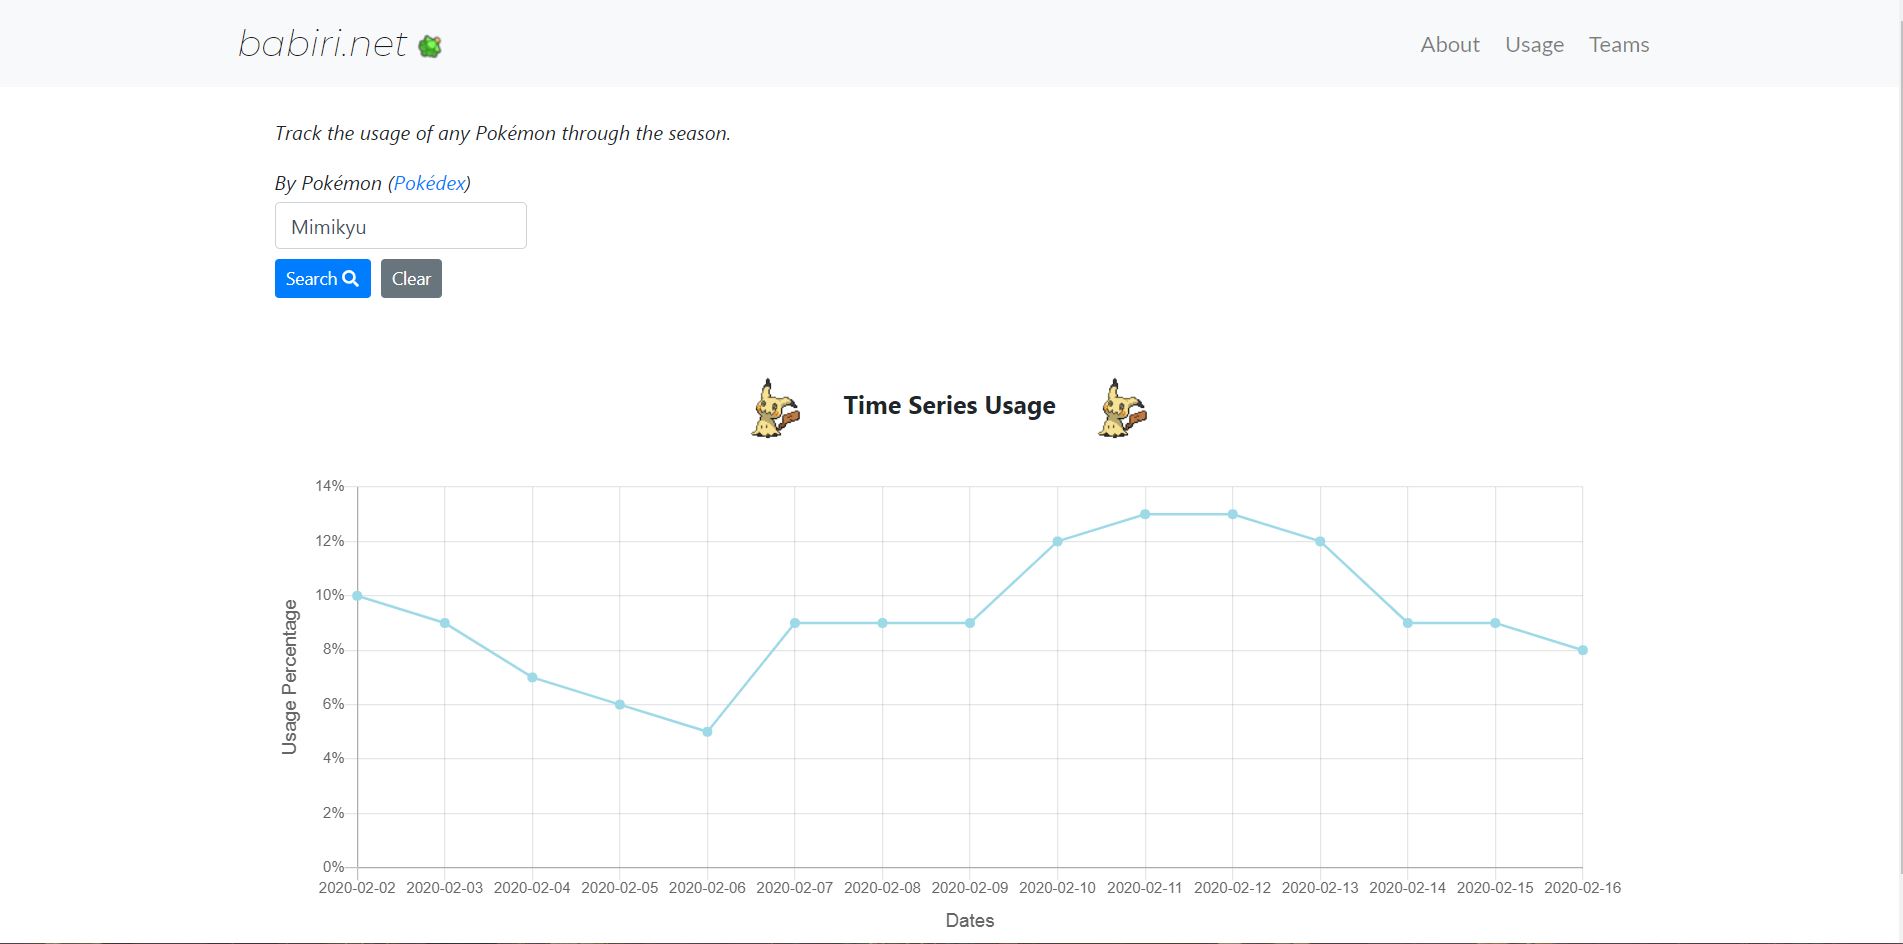 babiri.net
About Usage Teams
Track the usage of any Pokémon through the season.
By Pokémon (Pokédex)
Mimikyu
Search Clear
Time Series Usage
14%
12%
10%
8%
6%
4%
2%
0%
Usage Percentage
2020-02-02 2020-02-03 2020-02-04 2020-02-05 2020-02-06 2020-02-07 2020-02-08 2020-02-09 2020-02-10 2020-02-11 2020-02-12 2020-02-13 2020-02-14 2020-02-15 2020-02-16
Dates